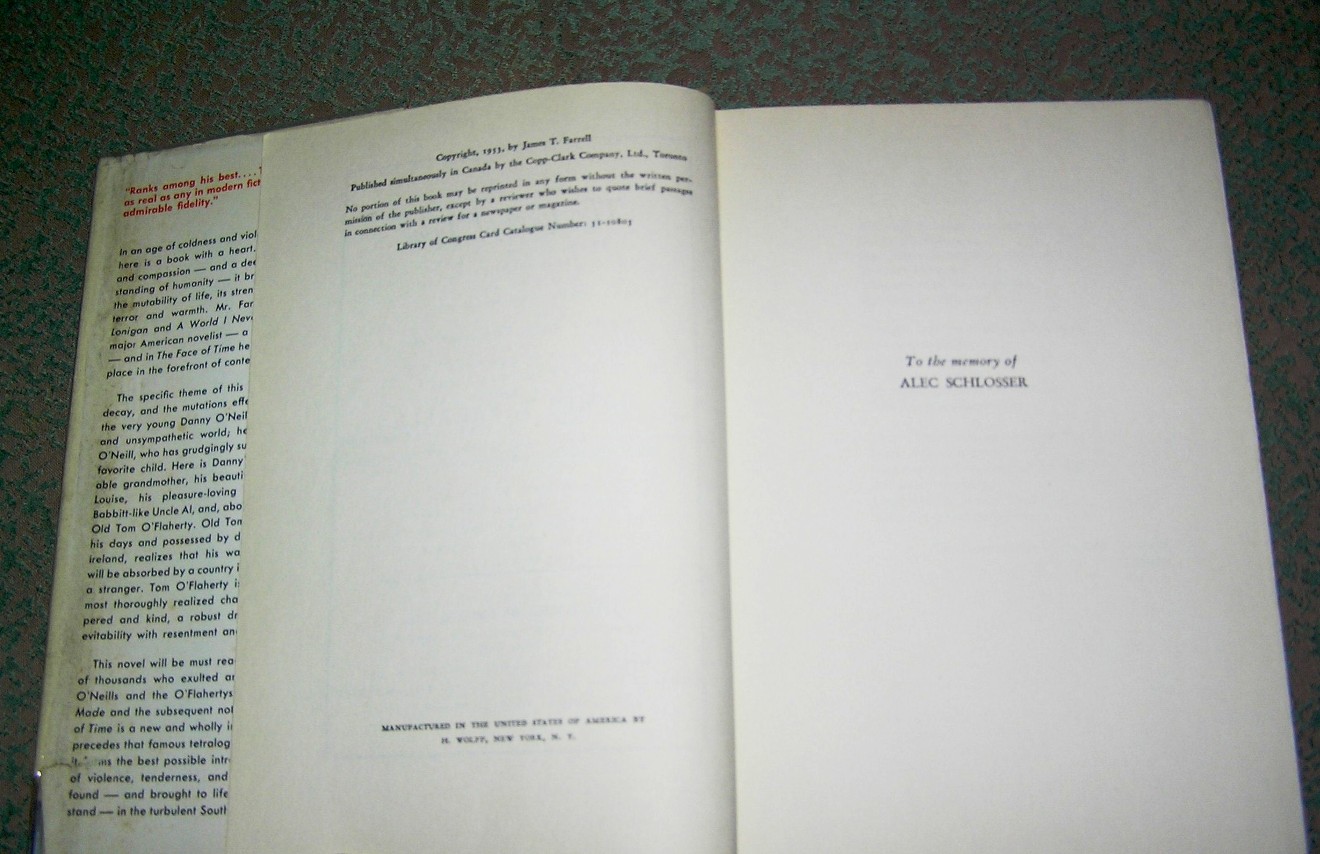 "Ranks among his best....
as real as any in modern fict
admirable fidelity."
In an age of coldness and viol
here is a book with a heart.
and compassion — and a dee
standing of humanity — it br
the mutability of life, its stren
terror and warmth. Mr. Far
Lonigan and A World I Neve
major American novelist — a
— and in The Face of Time he
place in the forefront of conte
The specific theme of this
decay, and the mutations effe
the very young Danny O'Neil
and unsympathetic world; he
O'Neill, who has grudgingly su
favorite child. Here is Danny'
able grandmother, his beauti
Louise, his pleasure-loving
Babbitt-like Uncle Al, and, abo
Old Tom O'Flaherty. Old Tom
his days and possessed by d
Ireland, realizes that his wa
will be absorbed by a country i
a stranger. Tom O'Flaherty is
most thoroughly realized cha
pered and kind, a robust dr
evitability with resentment an
This novel will be must rea
of thousands who exulted an
O'Neills and the O'Flahertys
Made and the subsequent not
of Time is a new and wholly i
precedes that famous tetralog
the best possible intr
of violence, tenderness, and
found — and brought to life
stand — in the turbulent South
Copyright, 1953, by James T. Farrell
Published simultaneously in Canada by the Copp-Clark Company, Ltd., Toronto
No portion of this book may be reprinted in any form without the written per-
mission of the publisher, except by a reviewer who wishes to quote brief passages
in connection with a review for a newspaper or magazine.
Library of Congress Card Catalogue Number: 51-10803
MANUFACTURED IN THE UNITED STATES OF AMERICA BY
H. WOLFF, NEW YORK, N. Y.
To the memory of
ALEC SCHLOSSER